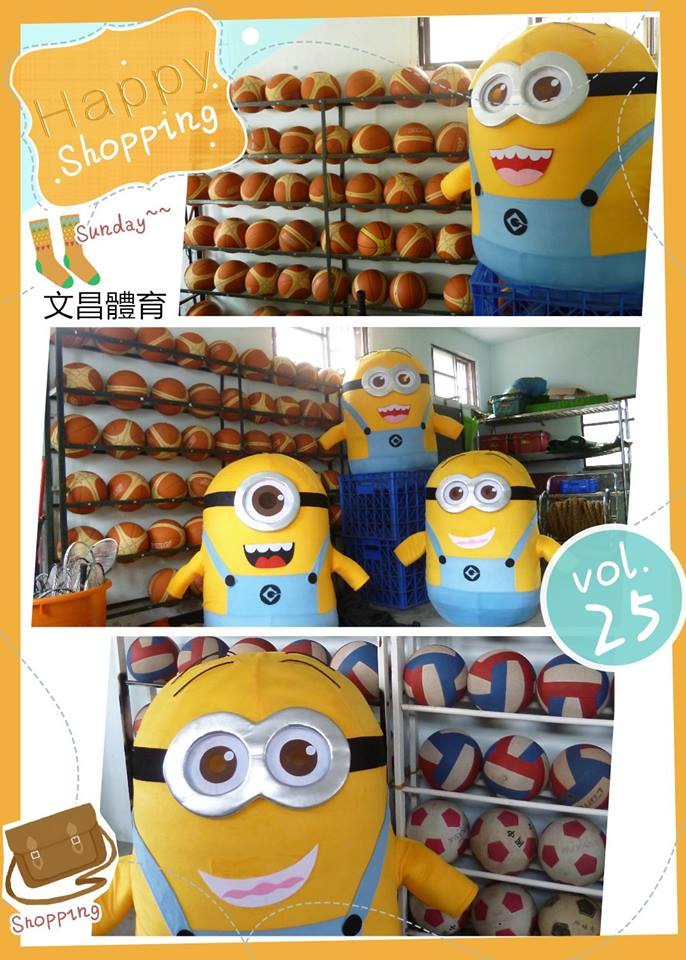 Happy
Shopping
Sunday~~
文昌體育
vol.
25
Shopping